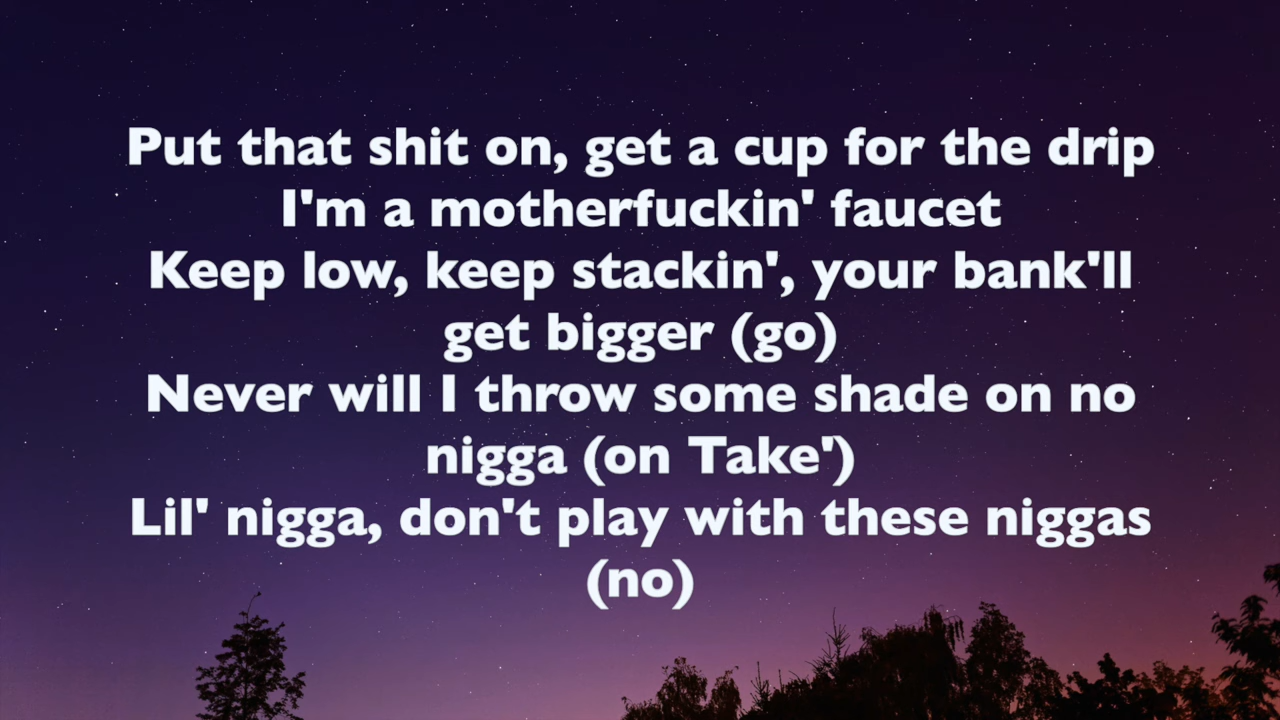 Put that shit on, get a cup for the drip
I'm a motherfuckin' faucet
Keep low, keep stackin', your bank'll
get bigger (go)
Never will I throw some shade on no
nigga (on Take')
Lil' nigga, don't play with these niggas
(no)